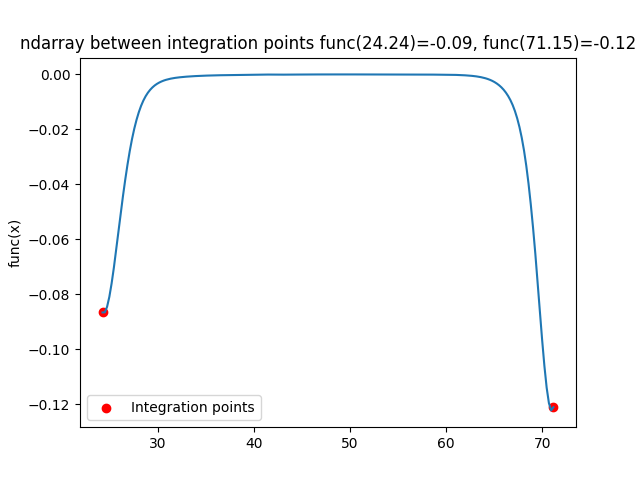 ndarray between integration points func(24.24)=-0.09, func(71.15)=-0.12
0.00
−0.02
−0.04
−0.06
−0.08
−0.10
−0.12
func(x)
Integration points
30 40 50 60 70